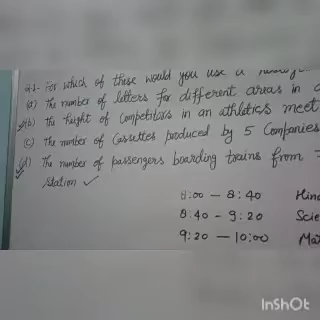 Q.1. For which of these would you use a
(a) The number of letters for different areas in a
(b) The height of Competitors in an athletics meet
(c) The number of Cassettes produced by 5 Companies
(d) The number of passengers boarding trains from
Station ✓
8:00 — 8:40
8:40 - 9:20
9:20 — 10:00
InShOt